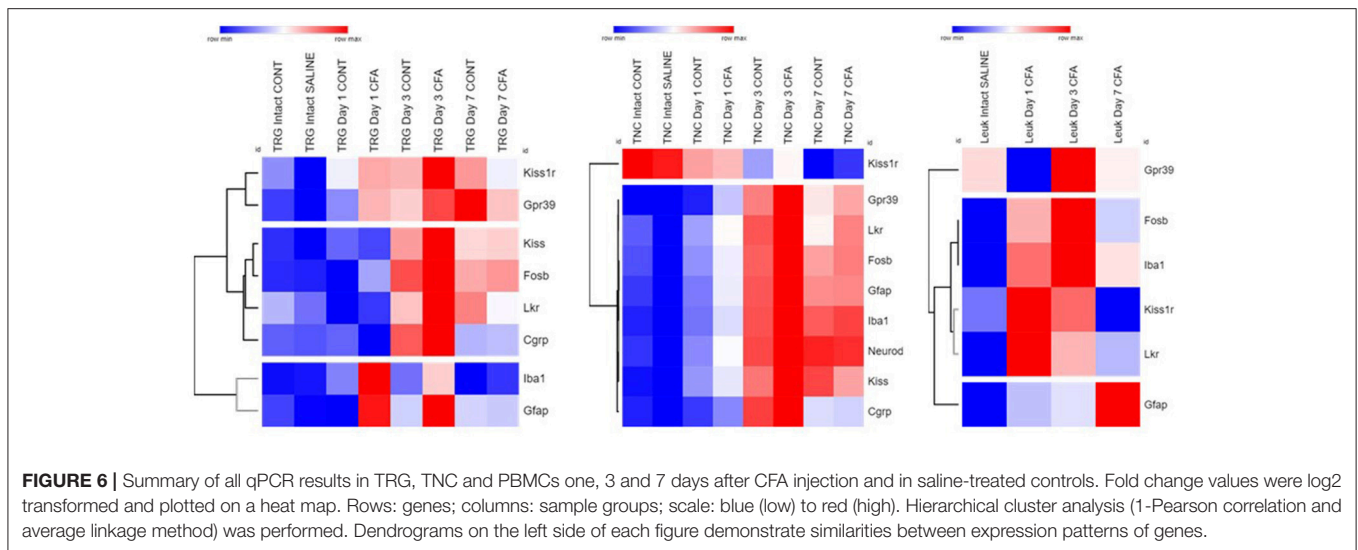 row min row max
row min row max
row min row max
id
TRG Intact CONT
TRG Intact SALINE
TRG Day 1 CONT
TRG Day 1 CFA
TRG Day 3 CONT
TRG Day 3 CFA
TRG Day 7 CONT
TRG Day 7 CFA
id
Kiss1r
Gpr39
Kiss
Fosb
Lkr
Cgrp
Iba1
Gfap
id
TNC Intact CONT
TNC Intact SALINE
TNC Day 1 CONT
TNC Day 1 CFA
TNC Day 3 CONT
TNC Day 3 CFA
TNC Day 7 CONT
TNC Day 7 CFA
id
Kiss1r
Gpr39
Lkr
Fosb
Gfap
Iba1
Neurod
Kiss
Cgrp
id
Leuk Intact SALINE
Leuk Day 1 CFA
Leuk Day 3 CFA
Leuk Day 7 CFA
id
Gpr39
Fosb
Iba1
Kiss1r
Lkr
Gfap
FIGURE 6 | Summary of all qPCR results in TRG, TNC and PBMCs one, 3 and 7 days after CFA injection and in saline-treated controls. Fold change values were log2
transformed and plotted on a heat map. Rows: genes; columns: sample groups; scale: blue (low) to red (high). Hierarchical cluster analysis (1-Pearson correlation and
average linkage method) was performed. Dendrograms on the left side of each figure demonstrate similarities between expression patterns of genes.